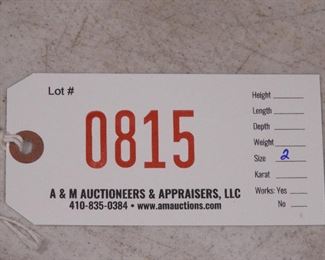 Lot #
0815
Height
Length
Depth
Weight
Size 2
Karat
Works: Yes
No
A & M AUCTIONEERS & APPRAISERS, LLC
410-835-0384 • www.amauctions.com